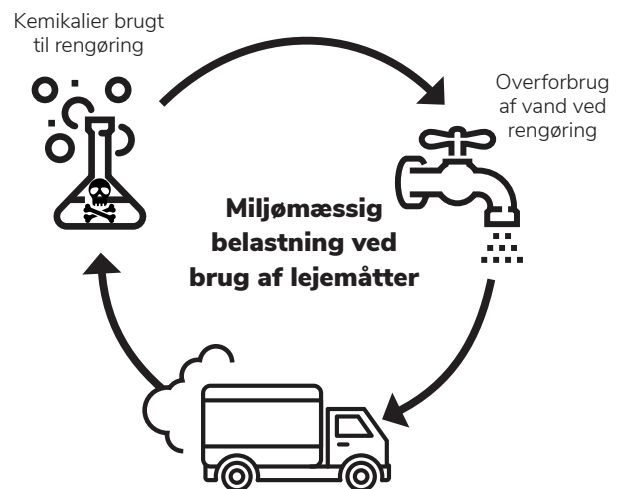 Kemikalier brugt
til rengøring
Overforbrug
af vand ved
rengøring
Miljømæssig
belastning ved
brug af lejemåtter